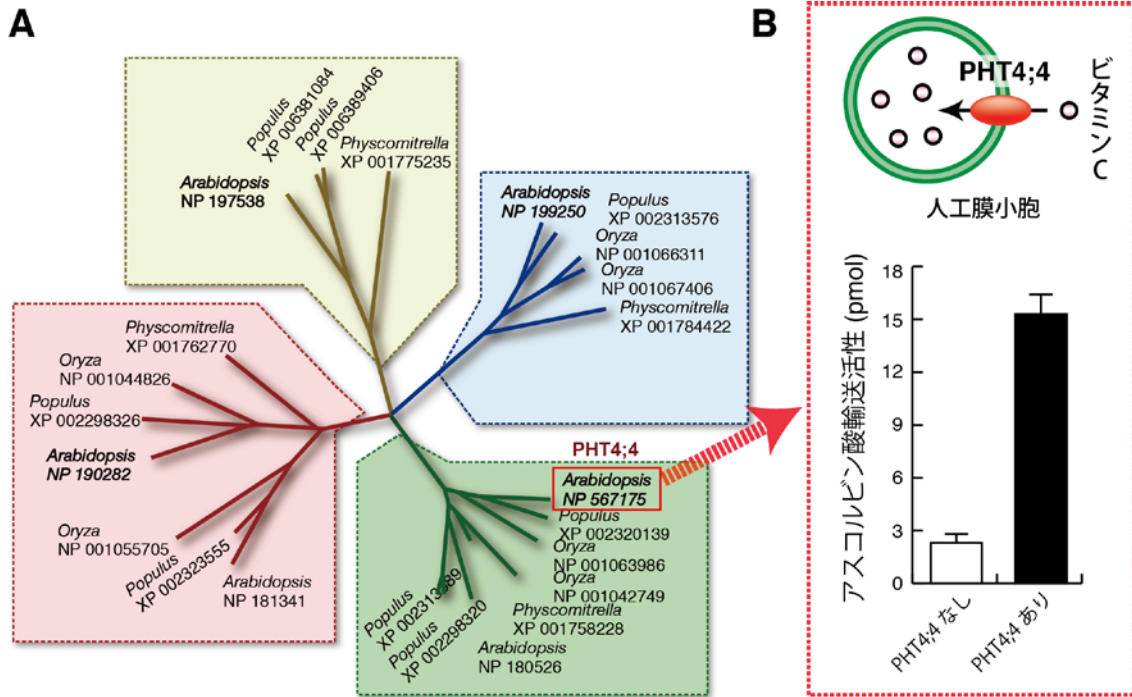 A
Populus
XP 006381084
Populus
XP 006389406
Physcomitrella
XP 001775235
Arabidopsis
NP 197538
Arabidopsis
NP 199250
Populus
XP 002313576
Oryza
NP 001066311
Oryza
NP 001067406
Physcomitrella
XP 001784422
Physcomitrella
XP 001762770
Oryza
NP 001044826
Populus
XP 002298326
Arabidopsis
NP 190282
Oryza
NP 001055705
Populus
XP 002323555
Arabidopsis
NP 181341
PHT4;4
Arabidopsis
NP 567175
Populus
XP 002320139
Oryza
NP 001063986
Oryza
NP 001042749
Physcomitrella
XP 001758228
Arabidopsis
NP 180526
Populus
XP 002298320
Populus
B
PHT4;4
ビタミンC
人工膜小胞
アスコルビン酸輸送活性 (pmol)
18
15
12
9
6
3
0
PHT4;4 なし
PHT4;4 あり